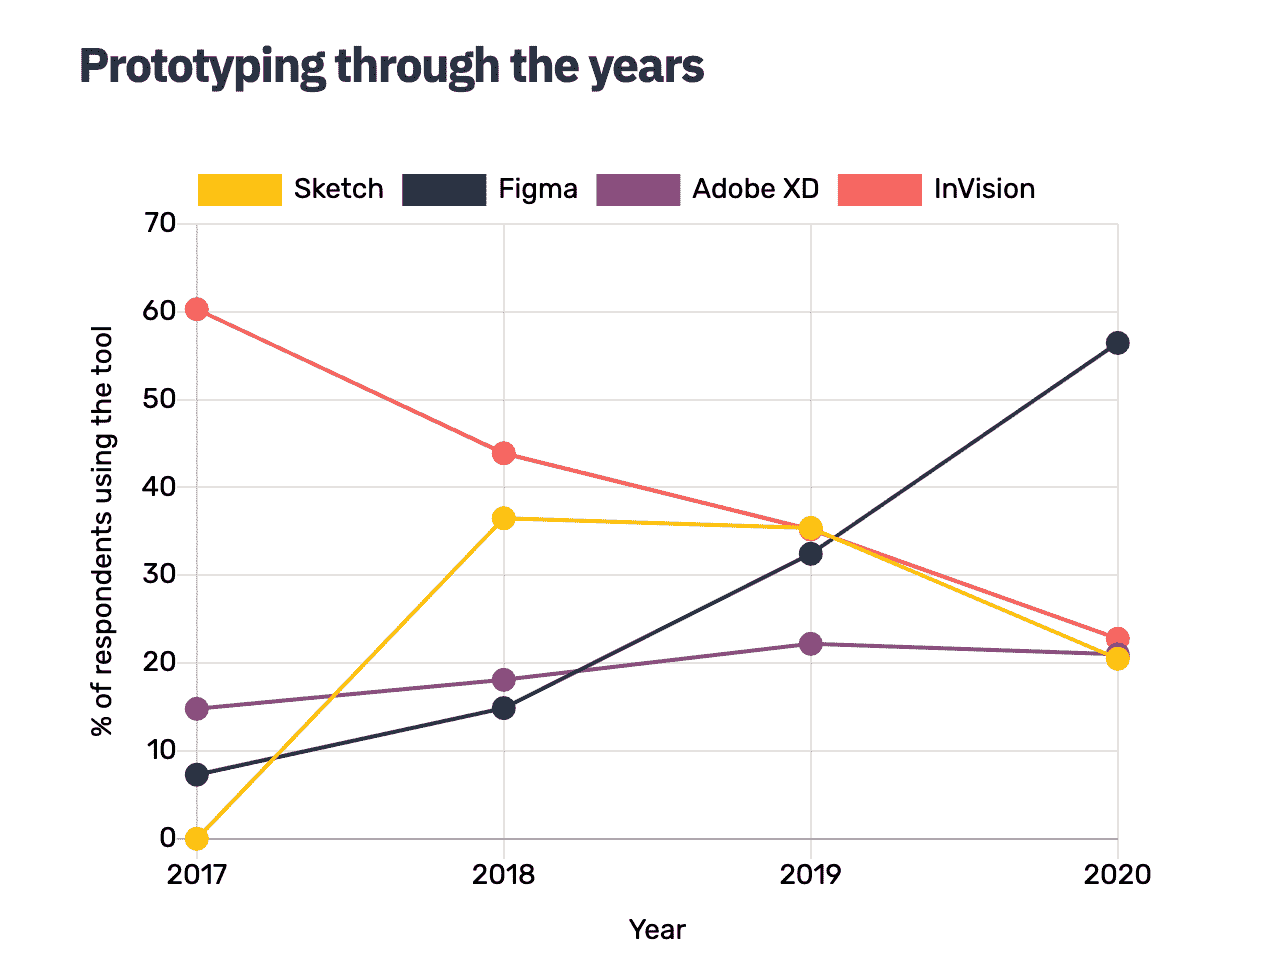 Prototyping through the years
Sketch Figma Adobe XD InVision
70
60
50
40
30
20
10
0
% of respondents using the tool
2017 2018 2019 2020
Year